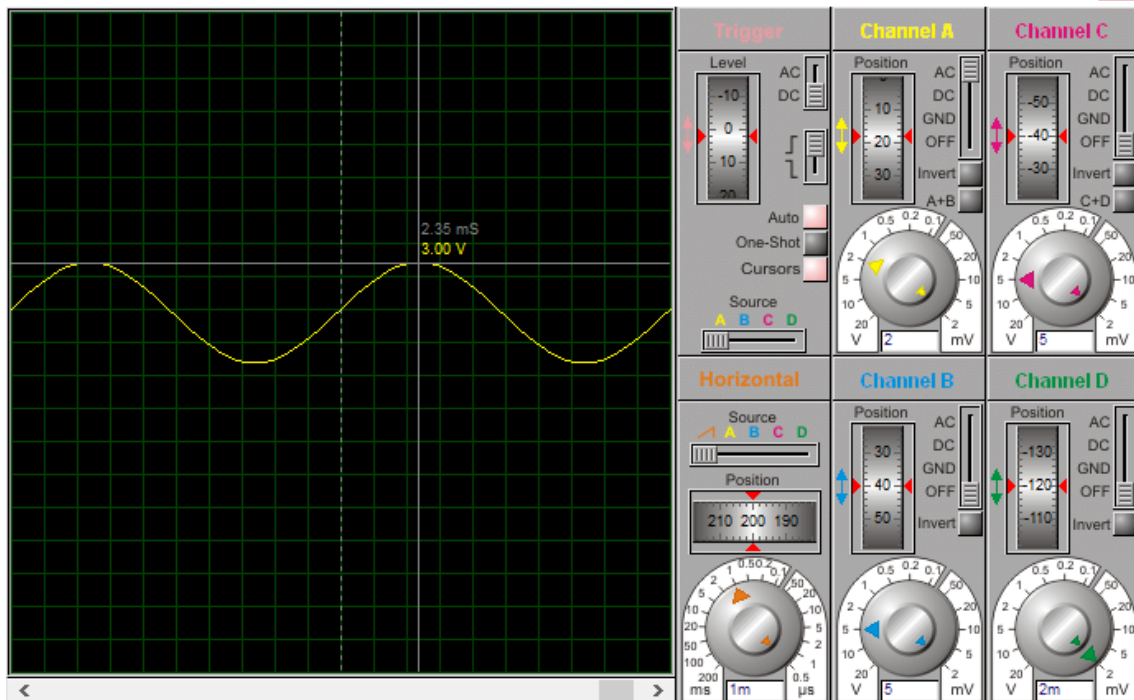 Trigger
Level
AC
DC
-10
0
10
20
Auto
One-Shot
Cursors
Source
A B C D
Channel A
Position
AC
DC
GND
OFF
10
20
30
Invert
A+B
0.5 0.2 0.1
1 50
2 20
5 10
10 5
20 2
V 2 mV
Channel C
Position
AC
DC
GND
OFF
-50
-40
-30
Invert
C+D
0.5 0.2 0.1
1 50
2 20
5 10
10 5
20 2
V 5 mV
2.35 mS
3.00 V
Horizontal
Source
A B C D
Position
210 200 190
0.5 0.2 0.1
1 50
2 20
5 10
10 5
20 2
50 1
100 0.5
200
ms 1m µs
Channel B
Position
AC
DC
GND
OFF
30
40
50
Invert
0.5 0.2 0.1
1 50
2 20
5 10
10 5
20 2
V 5 mV
Channel D
Position
AC
DC
GND
OFF
-130
-120
-110
Invert
0.5 0.2 0.1
1 50
2 20
5 10
10 5
20 2
V 2m mV